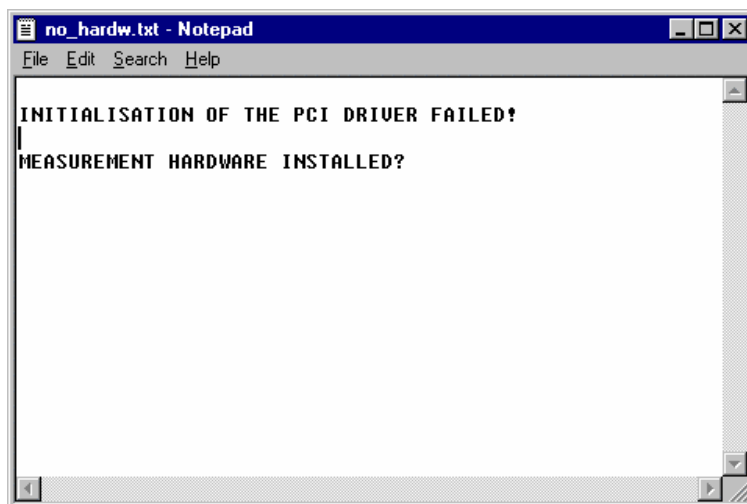 no_hardw.txt - Notepad
File Edit Search Help
INITIALISATION OF THE PCI DRIVER FAILED!
MEASUREMENT HARDWARE INSTALLED?